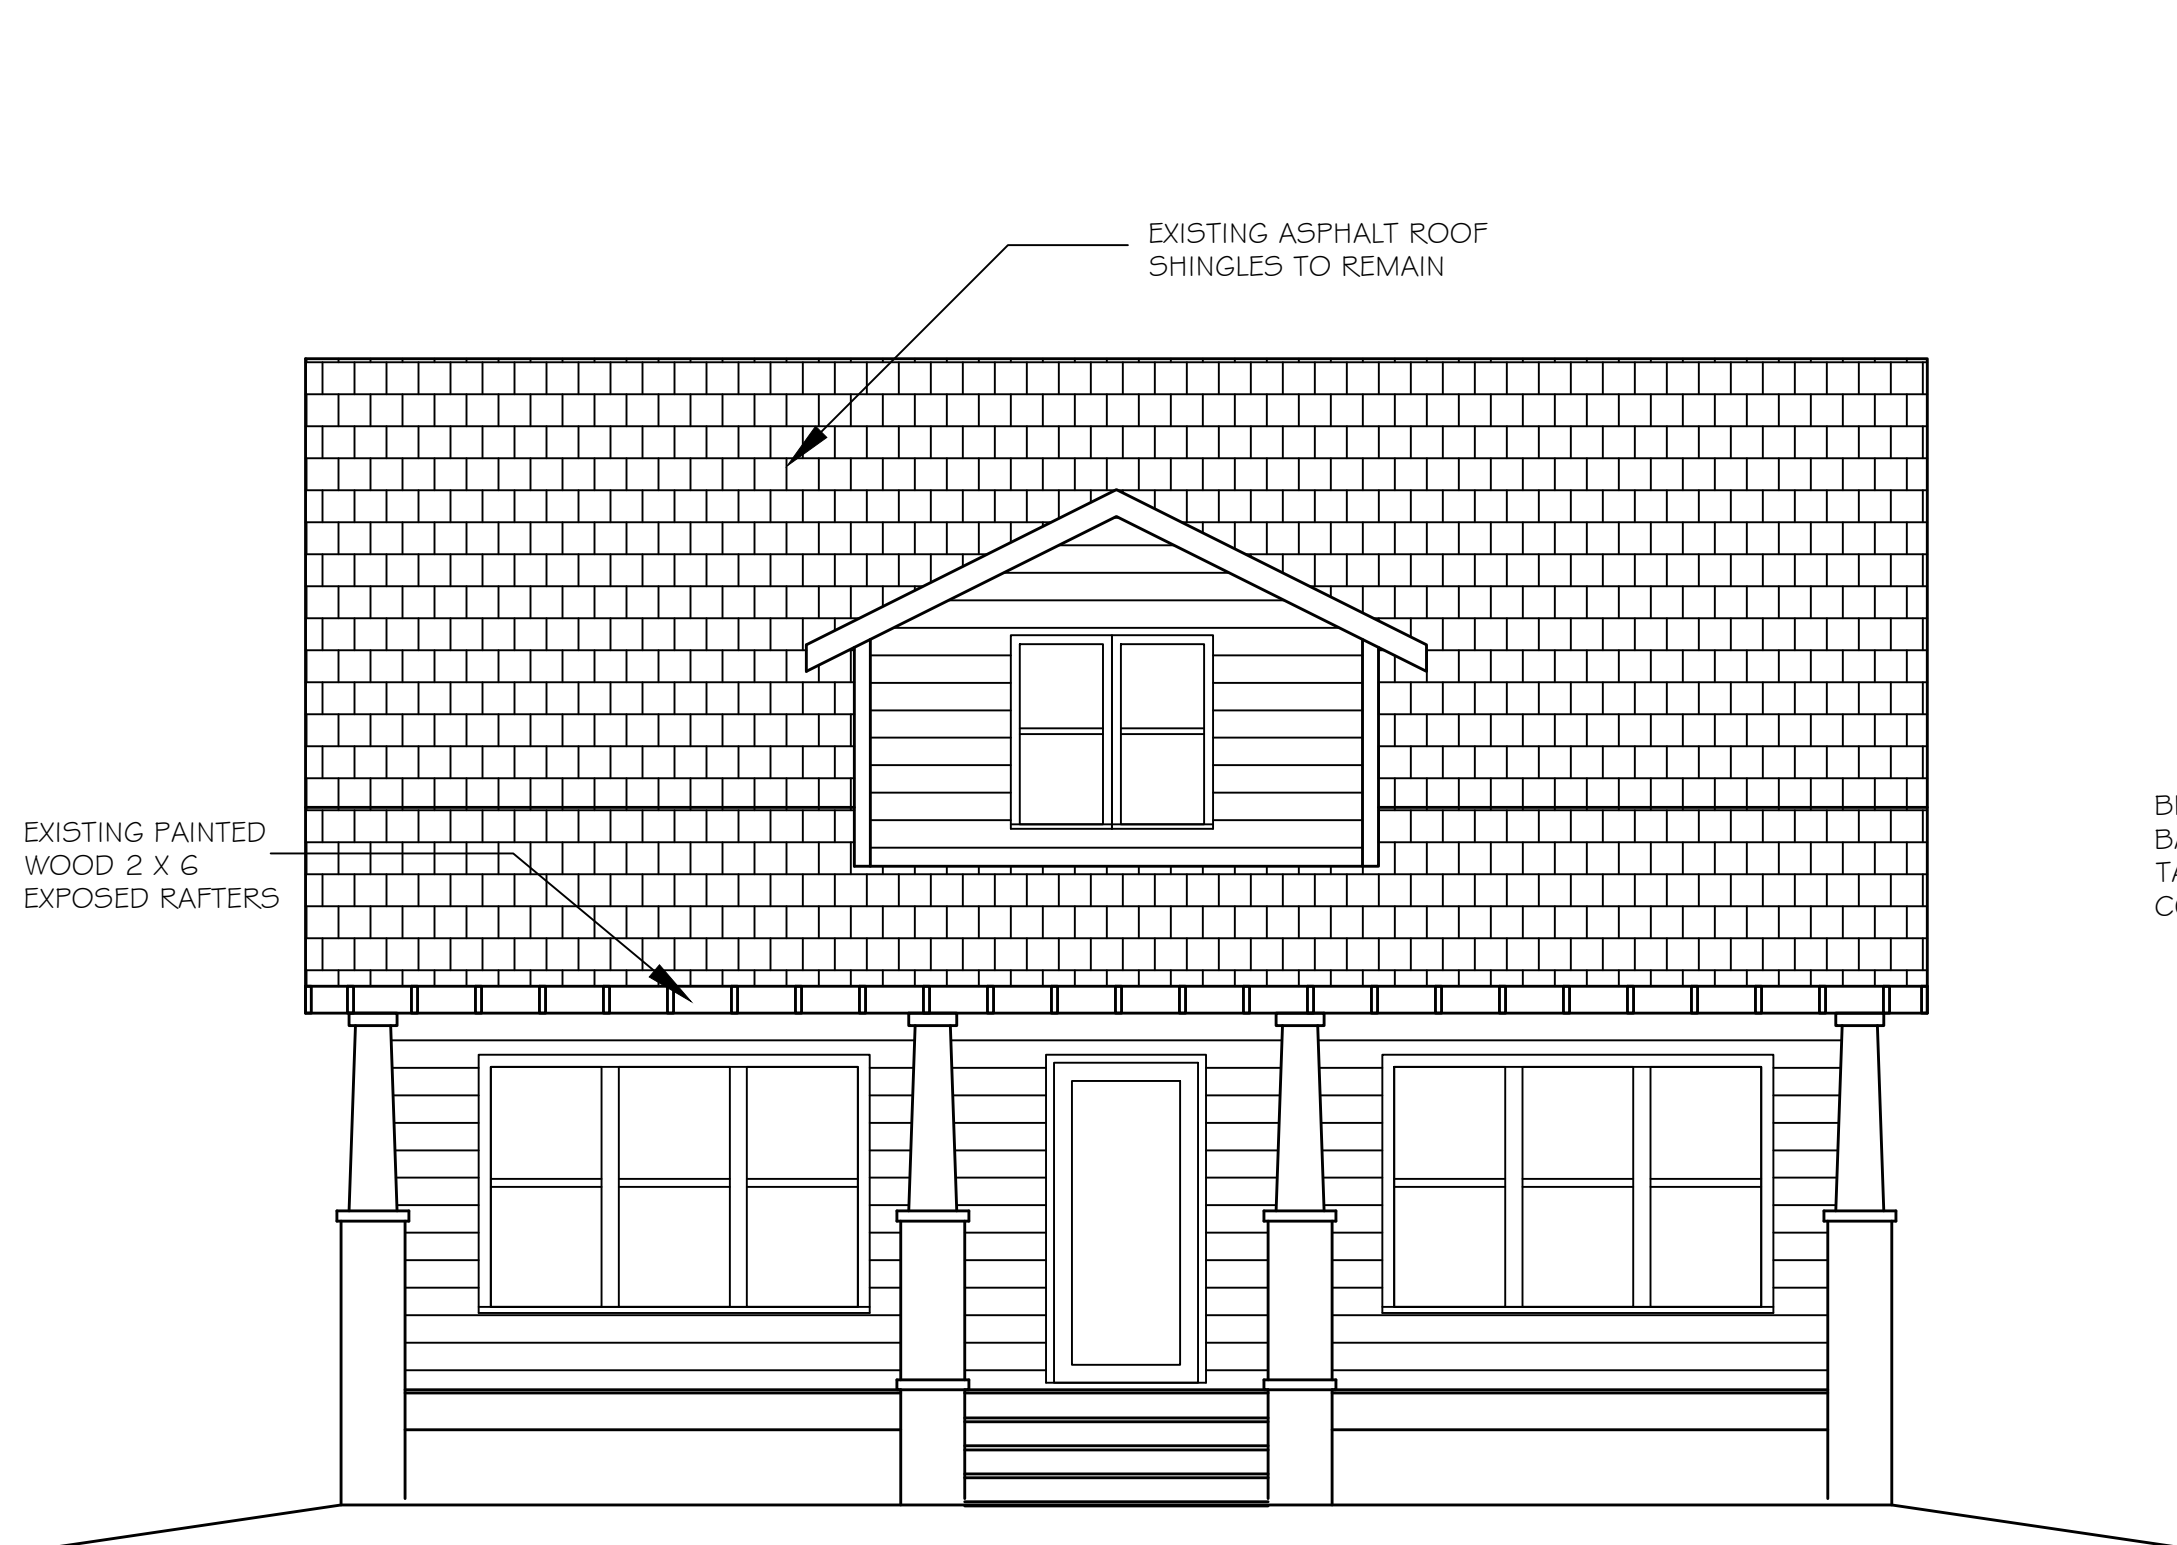 EXISTING ASPHALT ROOF
SHINGLES TO REMAIN
EXISTING PAINTED
WOOD 2 X 6
EXPOSED RAFTERS